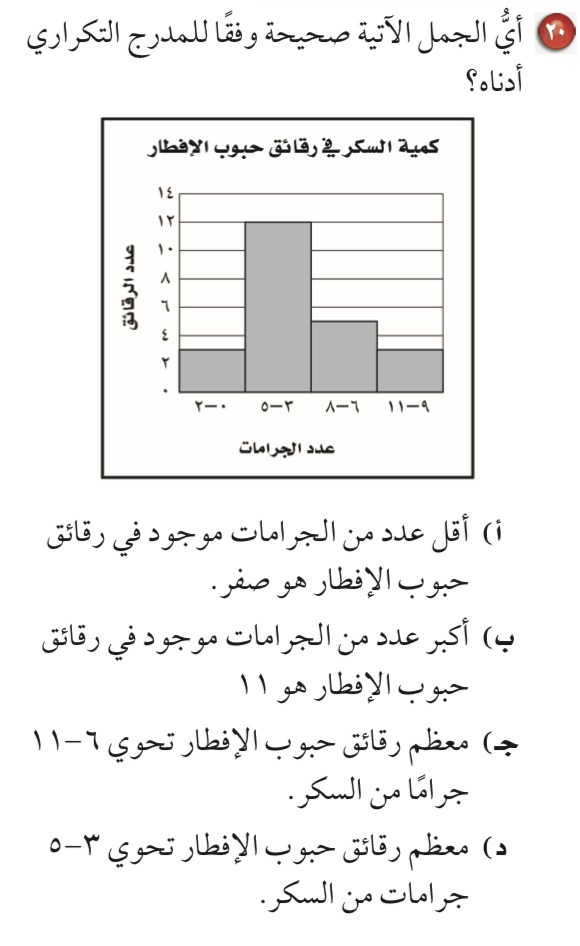 ٢٠ أيُّ الجمل الآتية صحيحة وفقًا للمدرج التكراري
أدناه؟
كمية السكر في رقائق حبوب الإفطار
١٤
١٢
١٠
٨
٦
٤
٢
٠
عدد الرقائق
٠–٢ ٣–٥ ٦–٨ ٩–١١
عدد الجرامات
أ) أقل عدد من الجرامات موجود في رقائق
حبوب الإفطار هو صفر.
ب) أكبر عدد من الجرامات موجود في رقائق
حبوب الإفطار هو ١١
جـ) معظم رقائق حبوب الإفطار تحوي ٦–١١
جرامًا من السكر.
د) معظم رقائق حبوب الإفطار تحوي ٣–٥
جرامات من السكر.